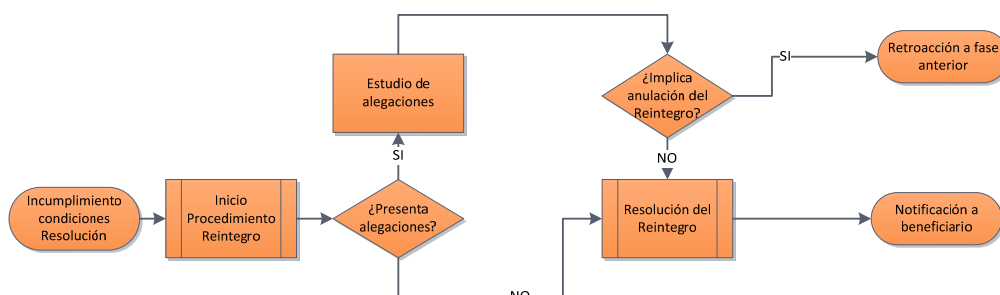 Incumplimiento
condiciones
Resolución
Inicio
Procedimiento
Reintegro
¿Presenta
alegaciones?
SI
Estudio de
alegaciones
¿Implica
anulación del
Reintegro?
SI
Retroacción a fase
anterior
NO
Resolución del
Reintegro
Notificación a
beneficiario
NO